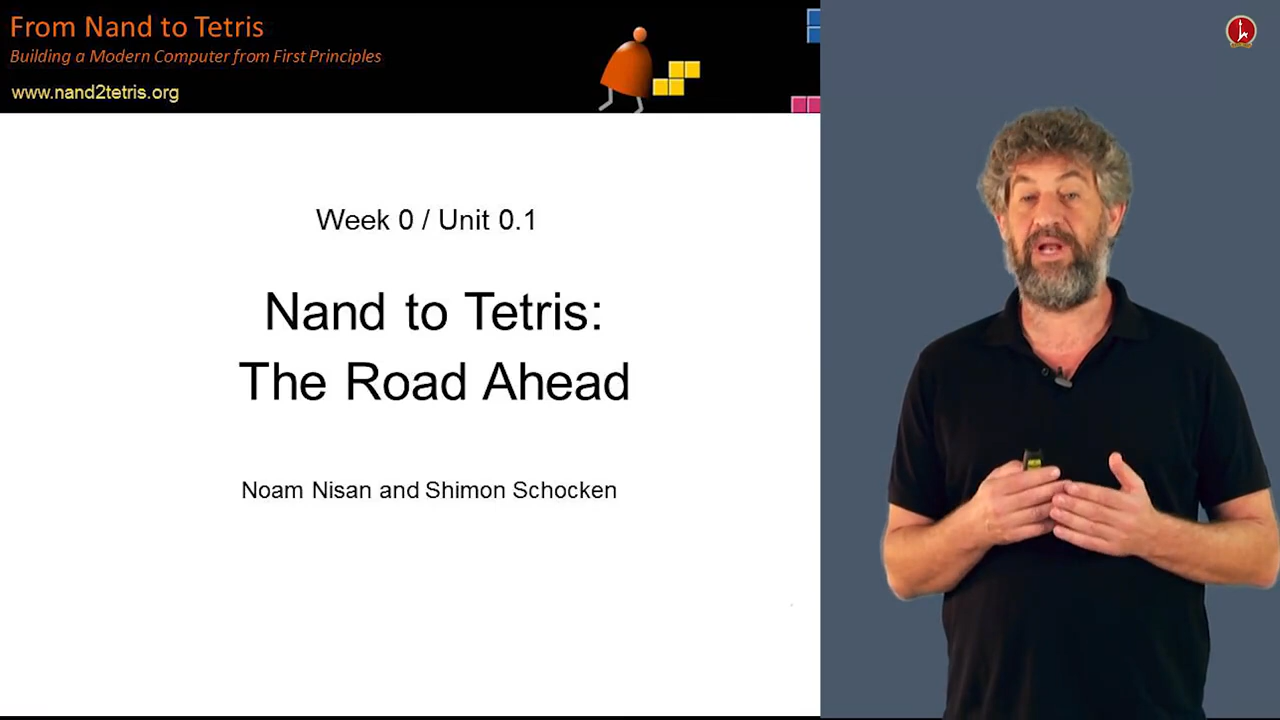 From Nand to Tetris
Building a Modern Computer from First Principles
www.nand2tetris.org
Week 0 / Unit 0.1
Nand to Tetris:
The Road Ahead
Noam Nisan and Shimon Schocken